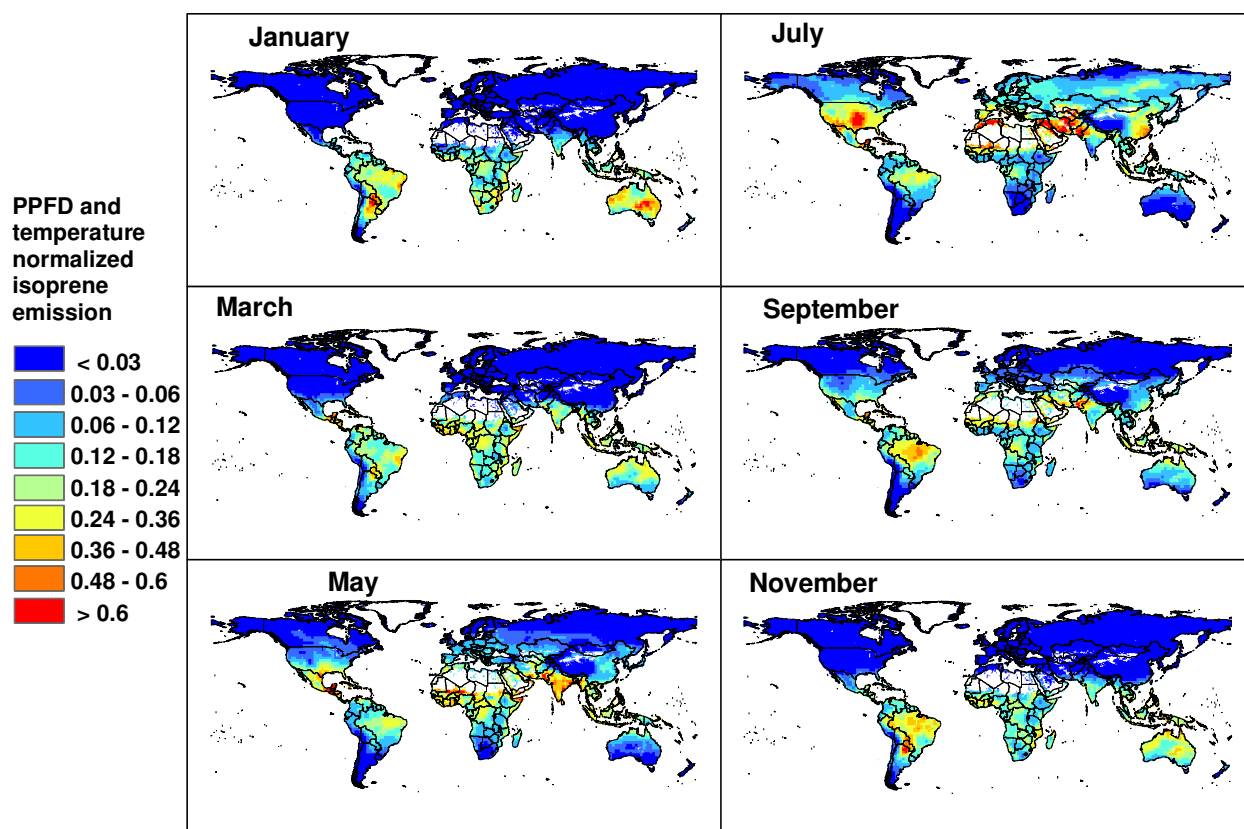 PPFD and
temperature
normalized
isoprene
emission
< 0.03
0.03 - 0.06
0.06 - 0.12
0.12 - 0.18
0.18 - 0.24
0.24 - 0.36
0.36 - 0.48
0.48 - 0.6
> 0.6
January
July
March
September
May
November